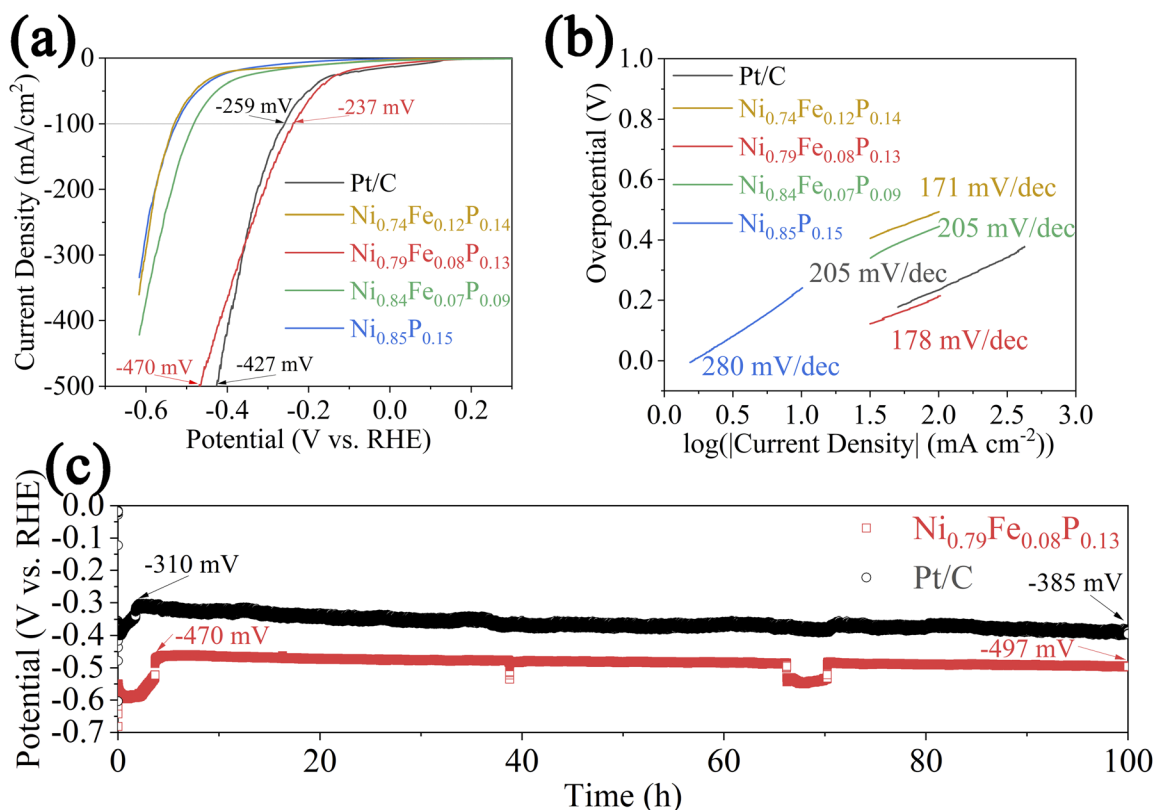 (a)
0
-100
-200
-300
-400
-500
Current Density (mA/cm²)
-259 mV
-237 mV
Pt/C
Ni₀.₇₄Fe₀.₁₂P₀.₁₄
Ni₀.₇₉Fe₀.₀₈P₀.₁₃
Ni₀.₈₄Fe₀.₀₇P₀.₀₉
Ni₀.₈₅P₀.₁₅
-470 mV
-427 mV
-0.6 -0.4 -0.2 0.0 0.2
Potential (V vs. RHE)
(b)
1.0
0.8
0.6
0.4
0.2
0.0
Overpotential (V)
Pt/C
Ni₀.₇₄Fe₀.₁₂P₀.₁₄
Ni₀.₇₉Fe₀.₀₈P₀.₁₃
Ni₀.₈₄Fe₀.₀₇P₀.₀₉
Ni₀.₈₅P₀.₁₅
171 mV/dec
205 mV/dec
205 mV/dec
178 mV/dec
280 mV/dec
0.0 0.5 1.0 1.5 2.0 2.5 3.0
log(|Current Density| (mA cm⁻²))
(c)
0.0
-0.1
-0.2
-0.3
-0.4
-0.5
-0.6
-0.7
Potential (V vs. RHE)
Ni₀.₇₉Fe₀.₀₈P₀.₁₃
Pt/C
-310 mV
-385 mV
-470 mV
-497 mV
0 20 40 60 80 100
Time (h)